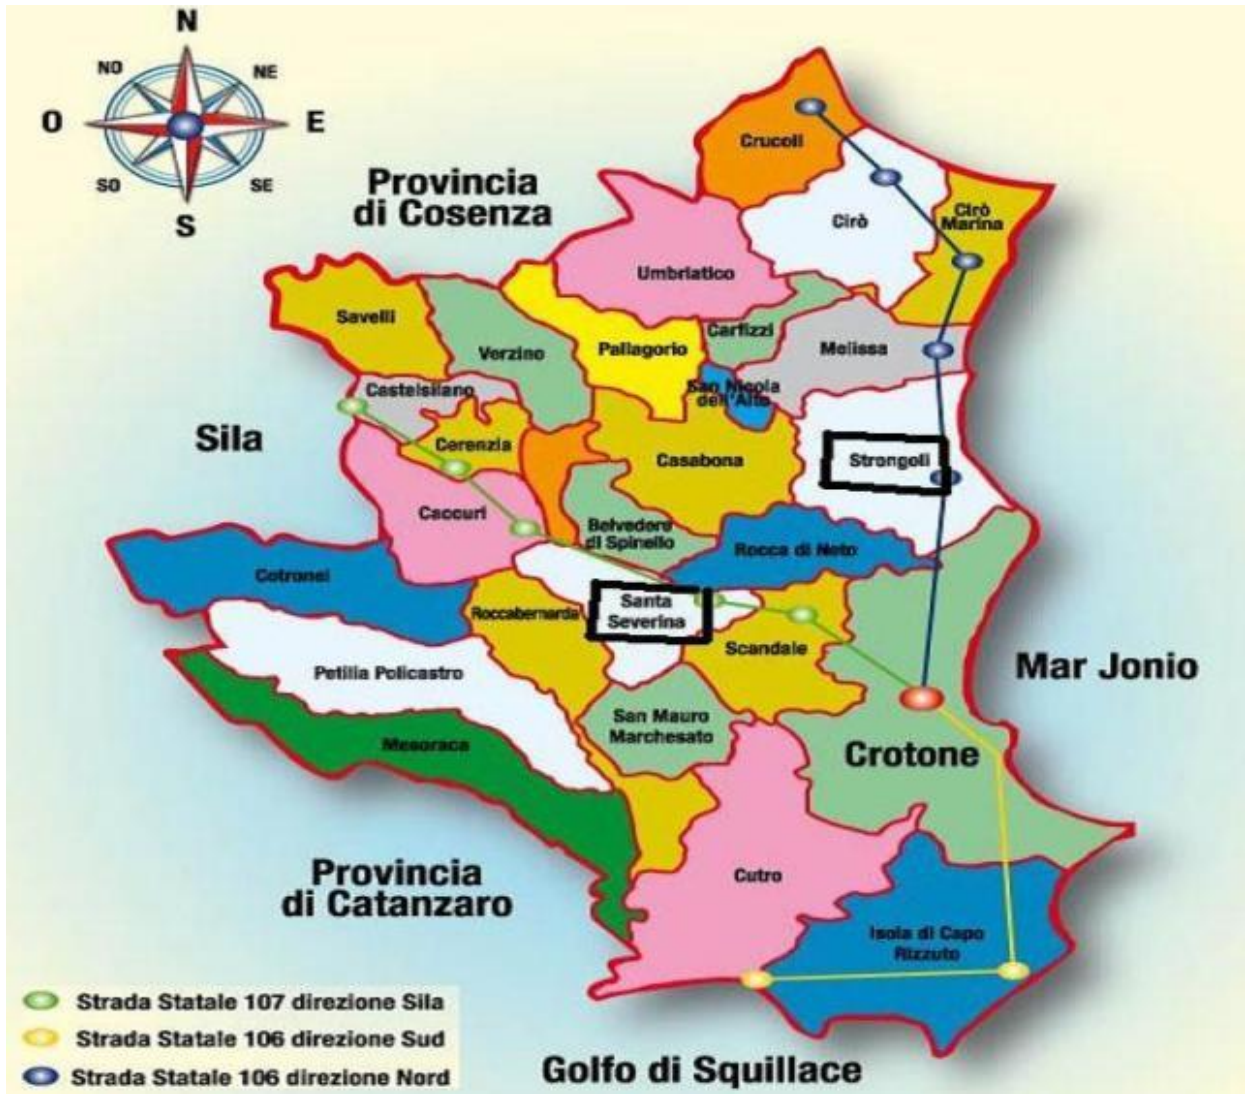 N
NO
NE
O
E
SO
SE
S
Provincia
di Cosenza
Crucoli
Cirò
Cirò
Marina
Umbriatico
Savelli
Verzino
Pallagorio
Carfizzi
Melissa
Castelsilano
San Nicola
dell'Alto
Sila
Cerenzia
Casabona
Strongoli
Caccuri
Belvedere
di Spinello
Rocca di Neto
Cotronei
Roccabernarda
Santa
Severina
Scandale
Petilia Policastro
Mar Jonio
San Mauro
Marchesato
Mesoraca
Crotone
Provincia
di Catanzaro
Cutro
Isola di Capo
Rizzuto
Strada Statale 107 direzione Sila
Strada Statale 106 direzione Sud
Strada Statale 106 direzione Nord
Golfo di Squillace